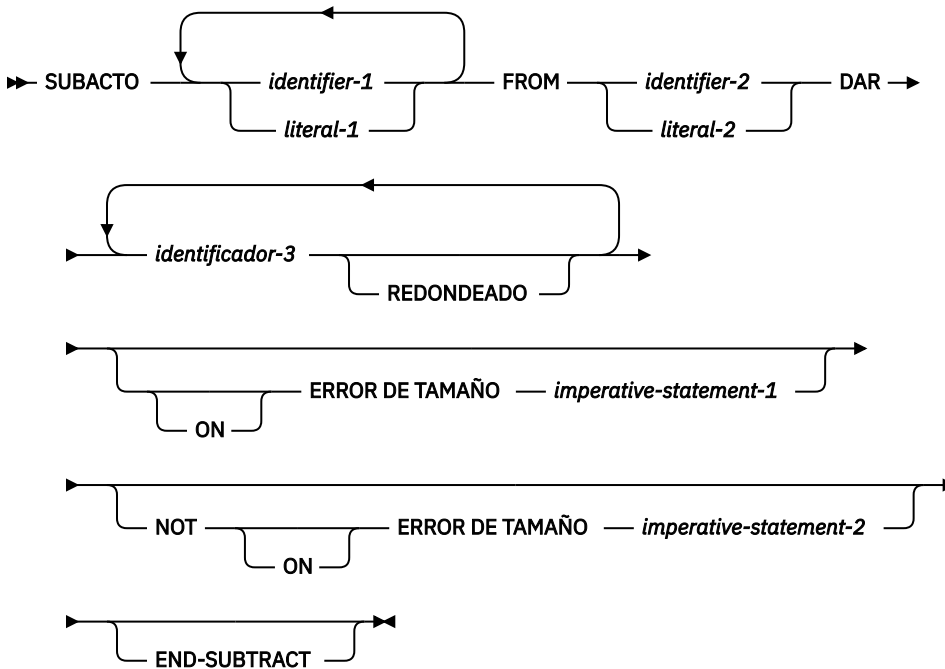 SUBACTO identifier-1 FROM identifier-2 DAR
literal-1 literal-2
identificador-3
REDONDEADO
ERROR DE TAMAÑO imperative-statement-1
ON
NOT ERROR DE TAMAÑO imperative-statement-2
ON
END-SUBTRACT